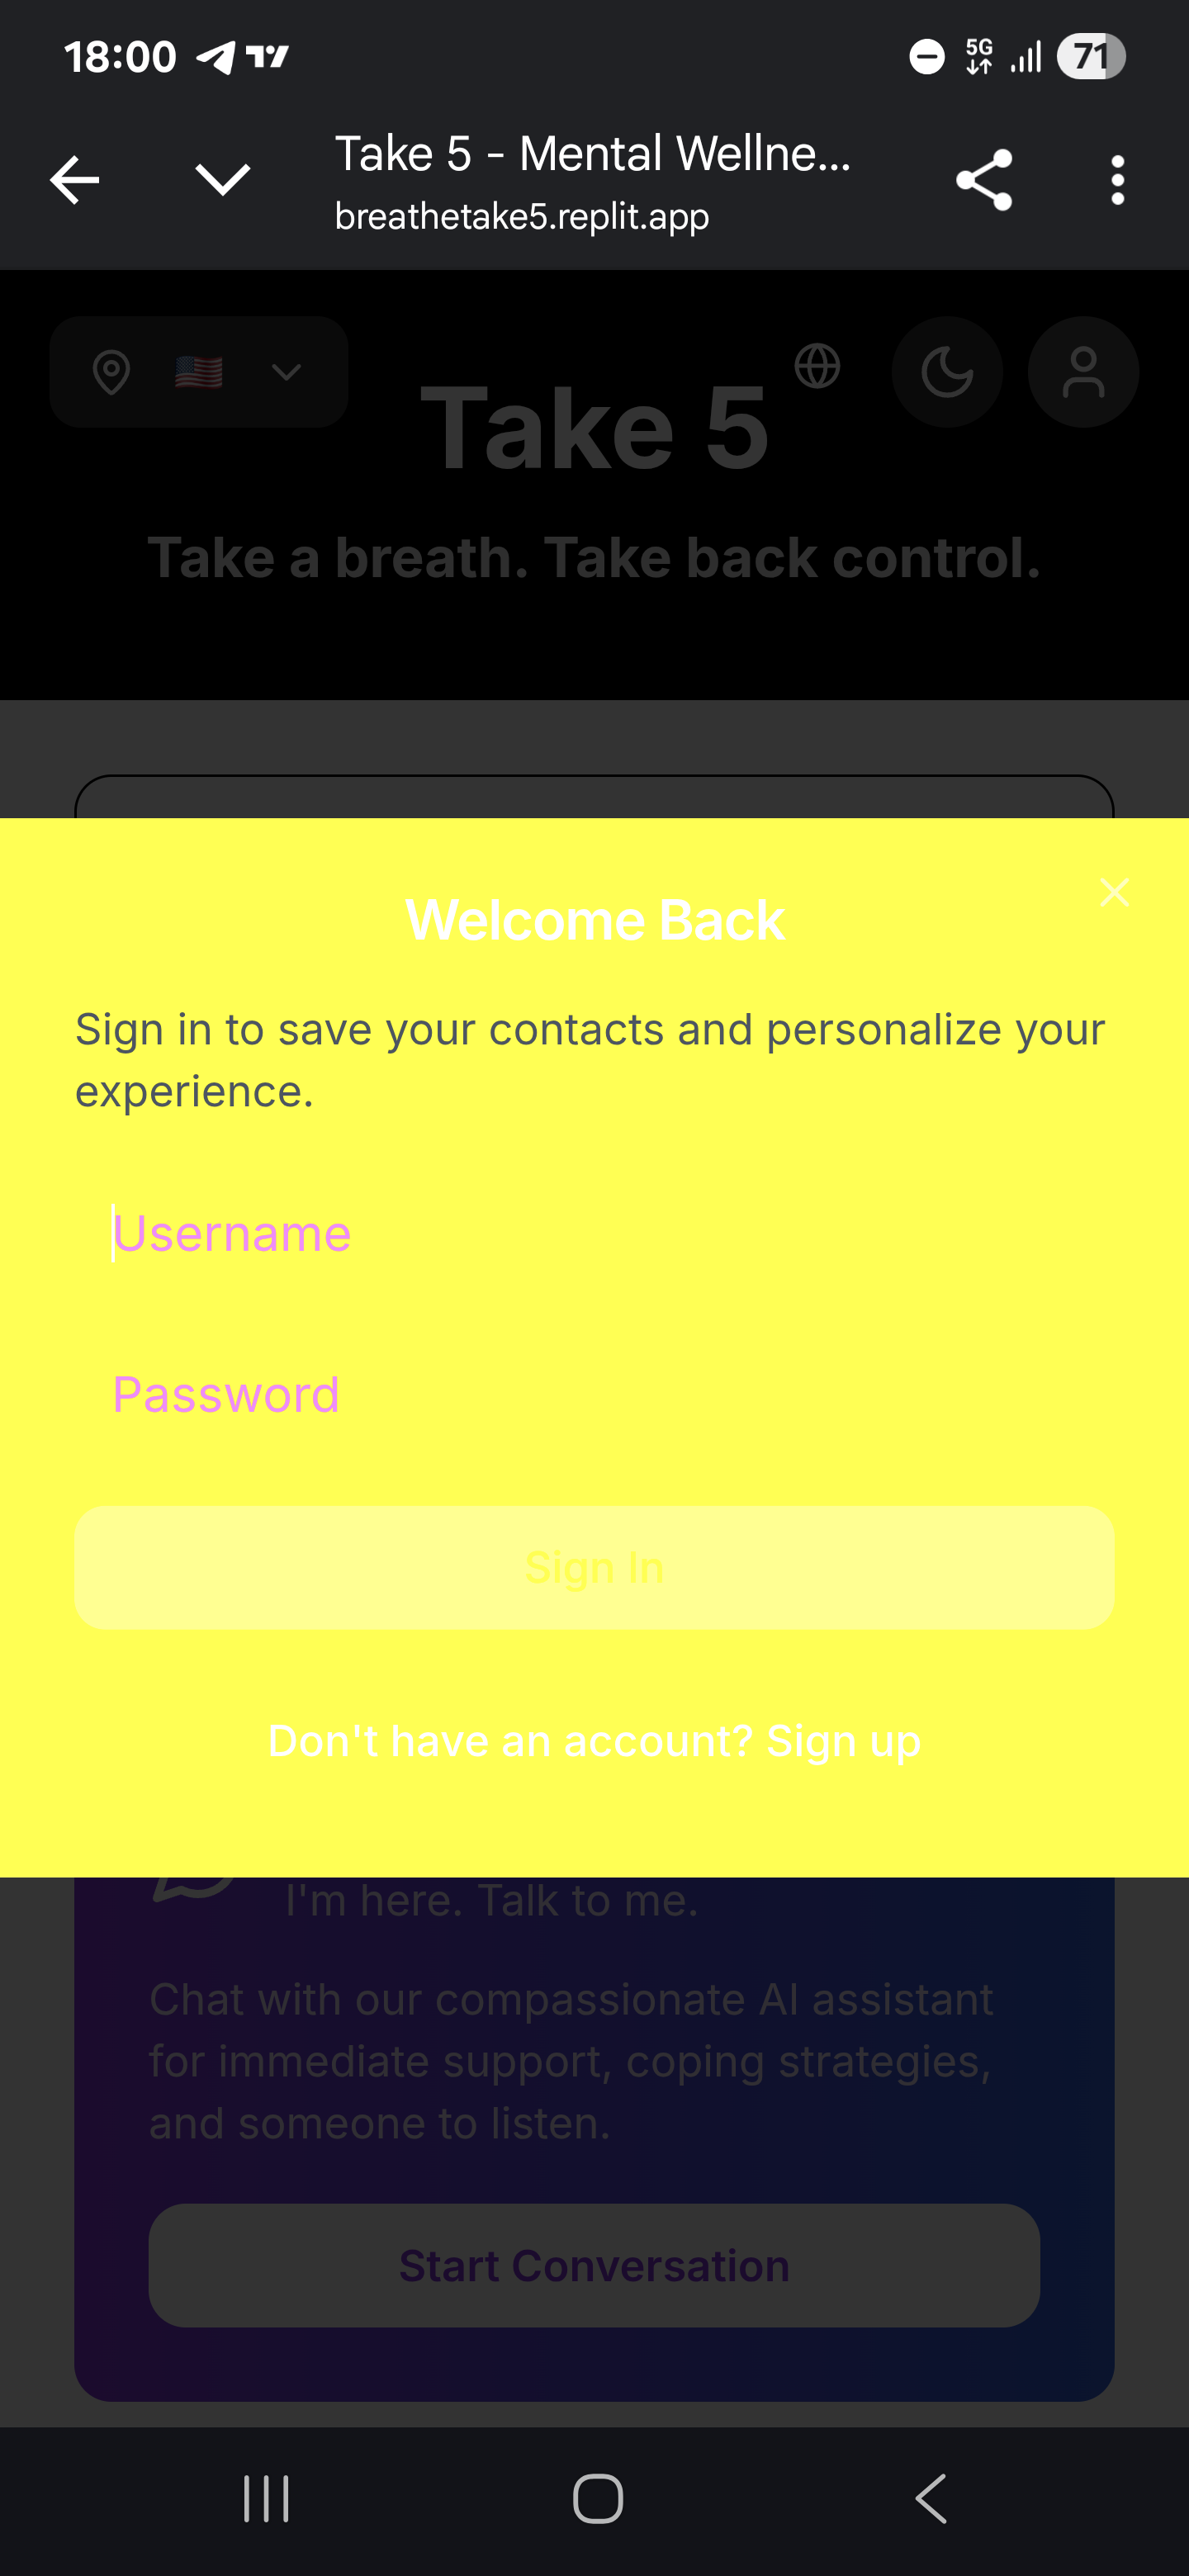 18:00
5G
71
Take 5 - Mental Wellne...
breathetake5.replit.app
Take 5
Take a breath. Take back control.
Welcome Back
Sign in to save your contacts and personalize your
experience.
Username
Password
Sign In
Don't have an account? Sign up
I'm here. Talk to me.
Chat with our compassionate AI assistant
for immediate support, coping strategies,
and someone to listen.
Start Conversation